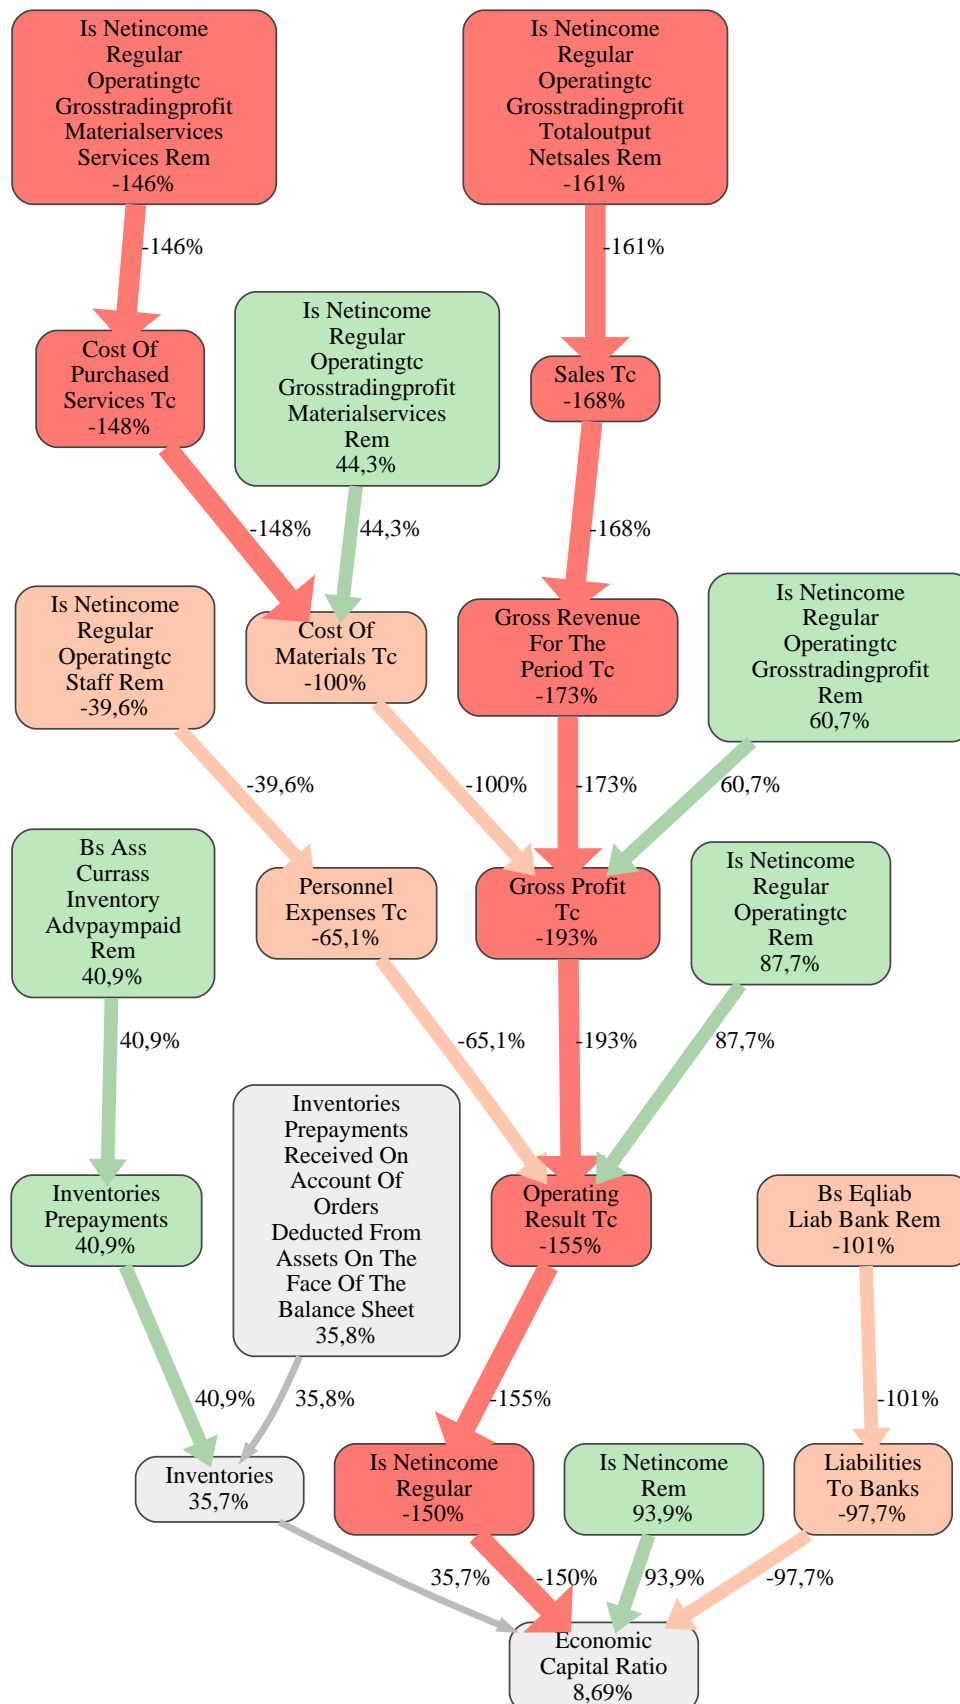 Is Netincome
Regular
Operatingtc
Grosstradingprofit
Materialservices
Services Rem
-146%
Is Netincome
Regular
Operatingtc
Grosstradingprofit
Totaloutput
Netsales Rem
-161%
-146%
-161%
Cost Of
Purchased
Services Tc
-148%
Is Netincome
Regular
Operatingtc
Grosstradingprofit
Materialservices
Rem
44,3%
Sales Tc
-168%
-148%
44,3%
-168%
Is Netincome
Regular
Operatingtc
Staff Rem
-39,6%
Cost Of
Materials Tc
-100%
Gross Revenue
For The
Period Tc
-173%
Is Netincome
Regular
Operatingtc
Grosstradingprofit
Rem
60,7%
-39,6%
-100%
-173%
60,7%
Bs Ass
Currass
Inventory
Advpaympaid
Rem
40,9%
Personnel
Expenses Tc
-65,1%
Gross Profit
Tc
-193%
Is Netincome
Regular
Operatingtc
Rem
87,7%
40,9%
-65,1%
-193%
87,7%
Inventories
Prepayments
40,9%
Inventories
Prepayments
Received On
Account Of
Orders
Deducted From
Assets On The
Face Of The
Balance Sheet
35,8%
Operating
Result Tc
-155%
Bs Eqliab
Liab Bank Rem
-101%
40,9%
35,8%
-155%
-101%
Inventories
35,7%
Is Netincome
Regular
-150%
Is Netincome
Rem
93,9%
Liabilities
To Banks
-97,7%
35,7%
-150%
93,9%
-97,7%
Economic
Capital Ratio
8,69%